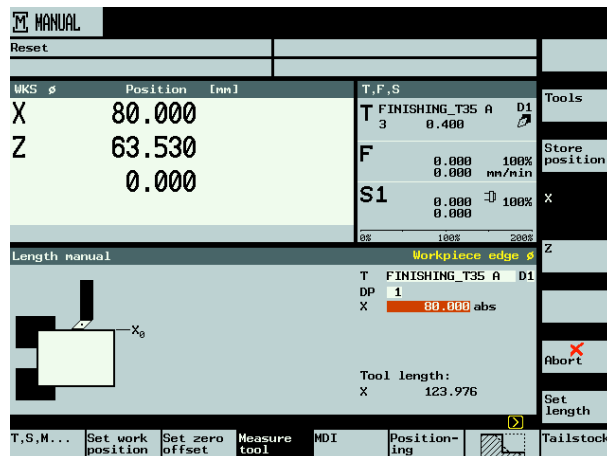 M MANUAL
Reset
WKS ø Position [mm]
X 80.000
Z 63.530
0.000
T,F,S
T FINISHING_T35 A D1
3 0.400
F 0.000 100%
0.000 mm/min
S1 0.000 100%
0.000
0% 100% 200%
Length manual Workpiece edge ø
T FINISHING_T35 A D1
DP 1
X 80.000 abs
X₀
Tool length:
X 123.976
Tools
Store
position
X
Z
Abort
Set
length
T,S,M...
Set work
position
Set zero
offset
Measure
tool
MDI
Position-
ing
Tailstock